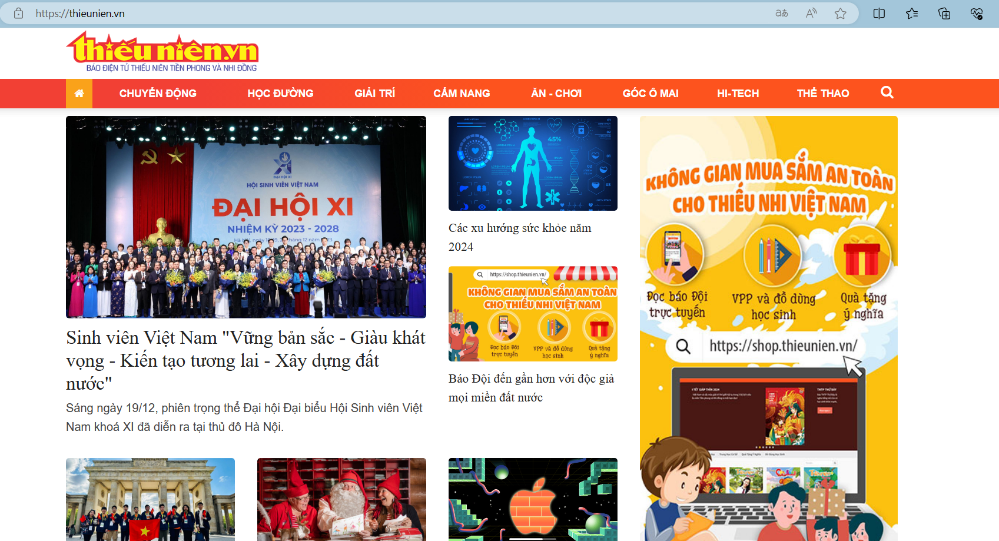 https://thieunien.vn
thiếu niên.vn
BÁO ĐIỆN TỬ THIẾU NIÊN TIỀN PHONG VÀ NHI ĐỒNG
CHUYỂN ĐỘNG HỌC ĐƯỜNG GIẢI TRÍ CẨM NANG ĂN - CHƠI GÓC Ô MAI HI-TECH THỂ THAO
ĐẠI HỘI XI
HỘI SINH VIÊN VIỆT NAM
ĐẠI HỘI XI
NHIỆM KỲ 2023 - 2028
Sinh viên Việt Nam "Vững bản sắc - Giàu khát
vọng - Kiến tạo tương lai - Xây dựng đất
nước"
Sáng ngày 19/12, phiên trọng thể Đại hội Đại biểu Hội Sinh viên Việt
Nam khoá XI đã diễn ra tại thủ đô Hà Nội.
45%
Các xu hướng sức khỏe năm
2024
https://shop.thieunien.vn/
KHÔNG GIAN MUA SẮM AN TOÀN
CHO THIẾU NHI VIỆT NAM
Đọc báo Đội
trực tuyến
VPP và đồ dùng
học sinh
Quà tặng
ý nghĩa
Báo Đội đến gần hơn với độc giả
mọi miền đất nước
KHÔNG GIAN MUA SẮM AN TOÀN
CHO THIẾU NHI VIỆT NAM
Đọc báo Đội
trực tuyến
VPP và đồ dùng
học sinh
Quà tặng
ý nghĩa
https://shop.thieunien.vn/